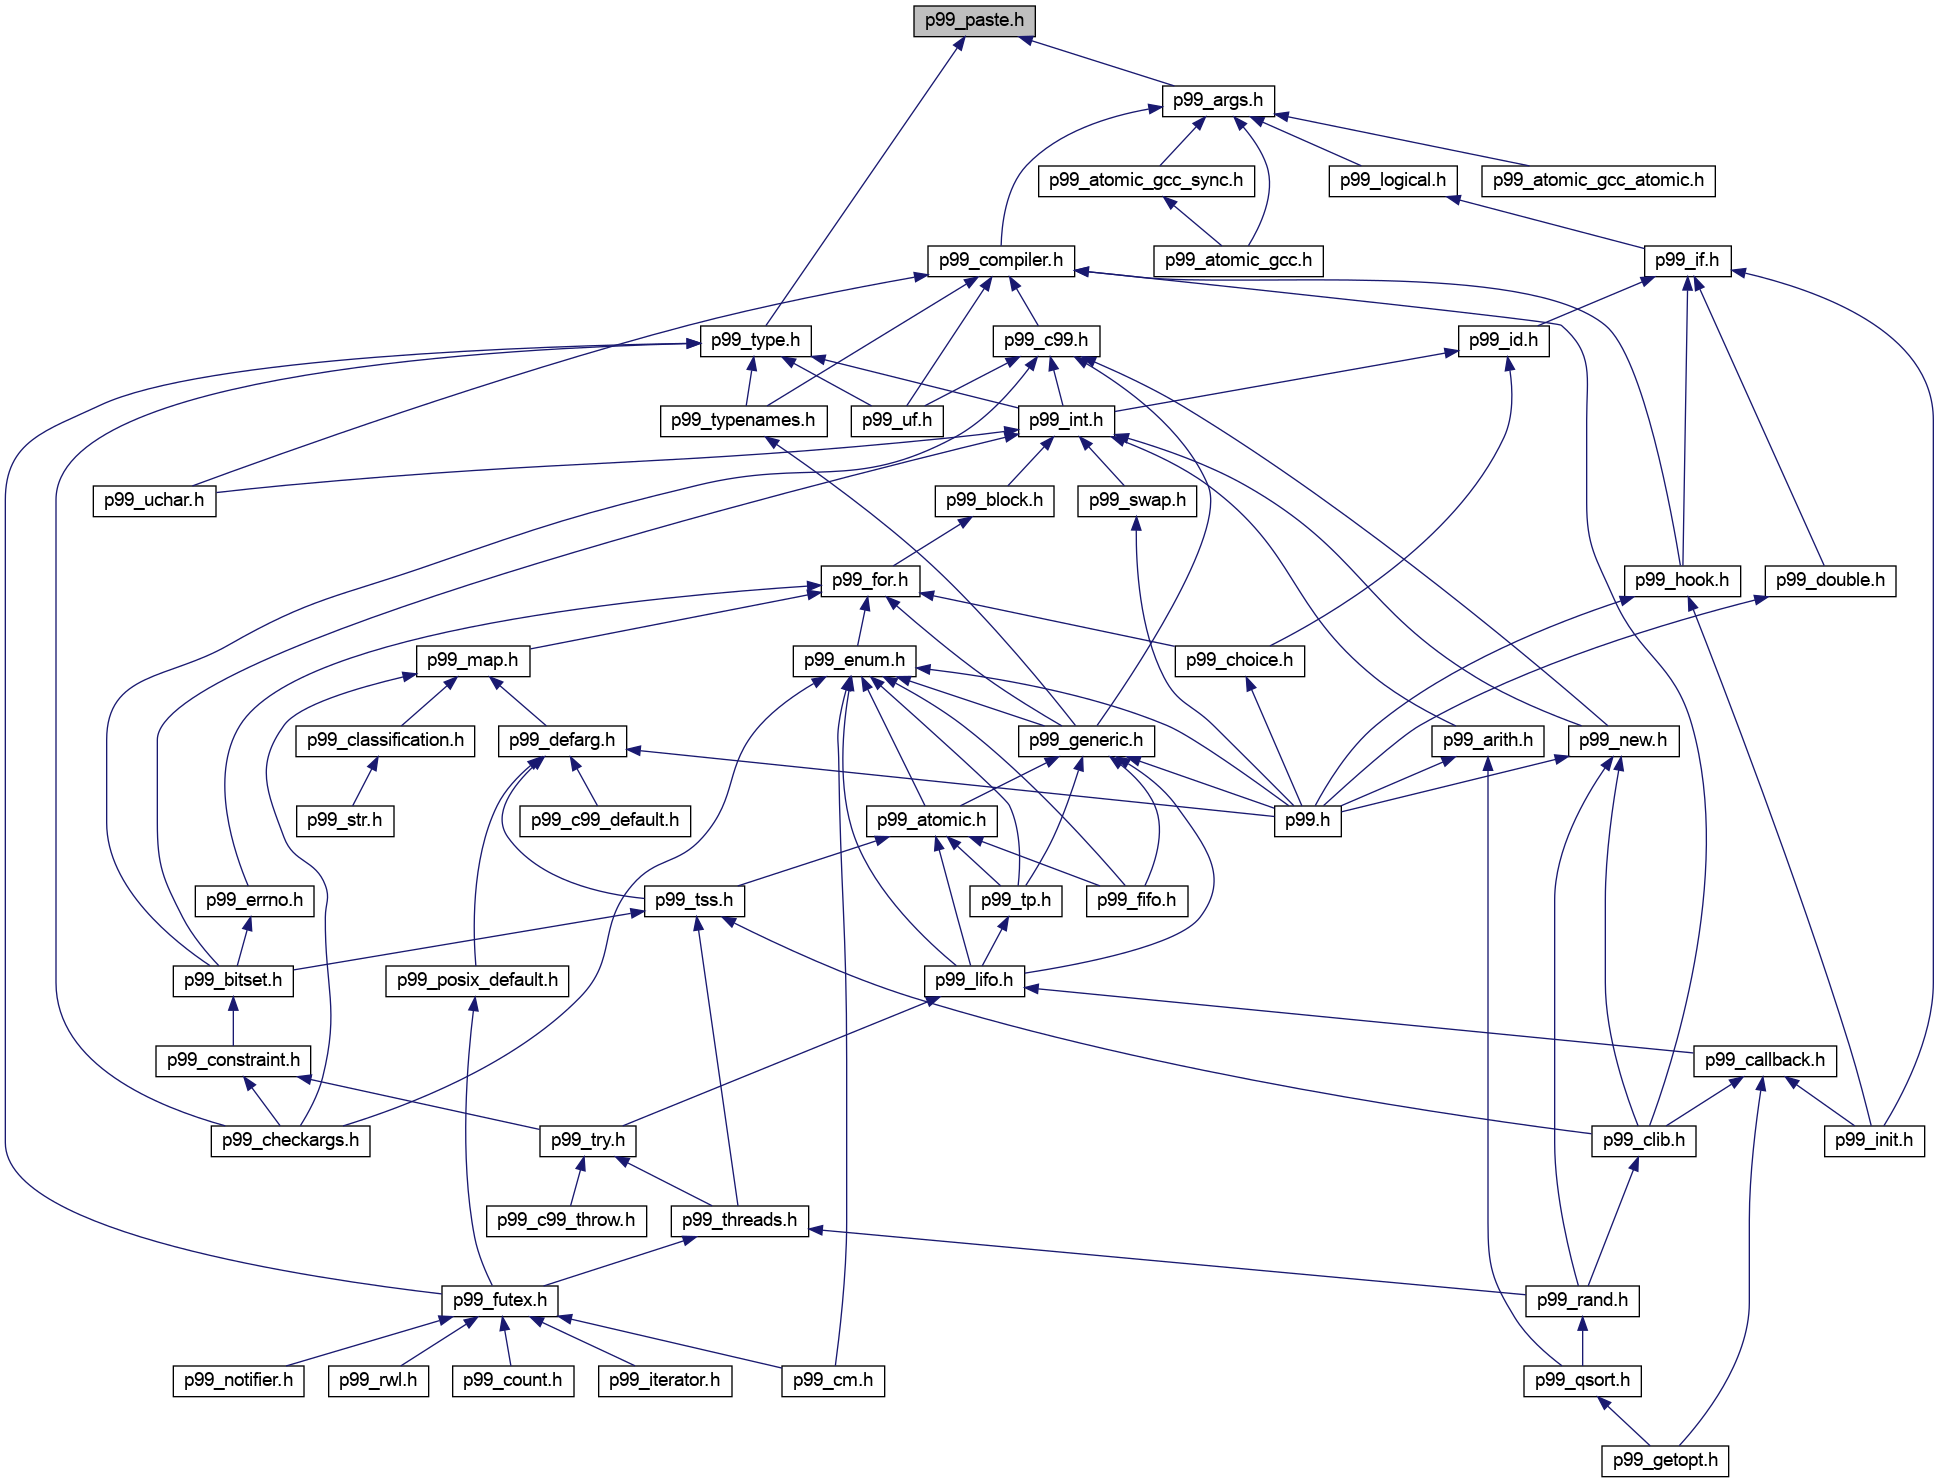 p99_paste.h
p99_args.h
p99_atomic_gcc_sync.h
p99_logical.h
p99_atomic_gcc_atomic.h
p99_compiler.h
p99_atomic_gcc.h
p99_if.h
p99_type.h
p99_c99.h
p99_id.h
p99_typenames.h
p99_uf.h
p99_int.h
p99_uchar.h
p99_block.h
p99_swap.h
p99_for.h
p99_hook.h
p99_double.h
p99_map.h
p99_enum.h
p99_choice.h
p99_classification.h
p99_defarg.h
p99_generic.h
p99_arith.h
p99_new.h
p99_str.h
p99_c99_default.h
p99_atomic.h
p99.h
p99_errno.h
p99_tss.h
p99_tp.h
p99_fifo.h
p99_bitset.h
p99_posix_default.h
p99_lifo.h
p99_constraint.h
p99_callback.h
p99_checkargs.h
p99_try.h
p99_clib.h
p99_init.h
p99_c99_throw.h
p99_threads.h
p99_futex.h
p99_rand.h
p99_notifier.h
p99_rwl.h
p99_count.h
p99_iterator.h
p99_cm.h
p99_qsort.h
p99_getopt.h